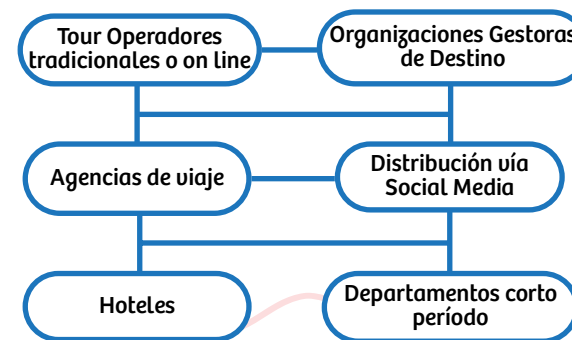 Tour Operadores
tradicionales o on line
Organizaciones Gestoras
de Destino
Agencias de viaje
Distribución vía
Social Media
Hoteles
Departamentos corto
período